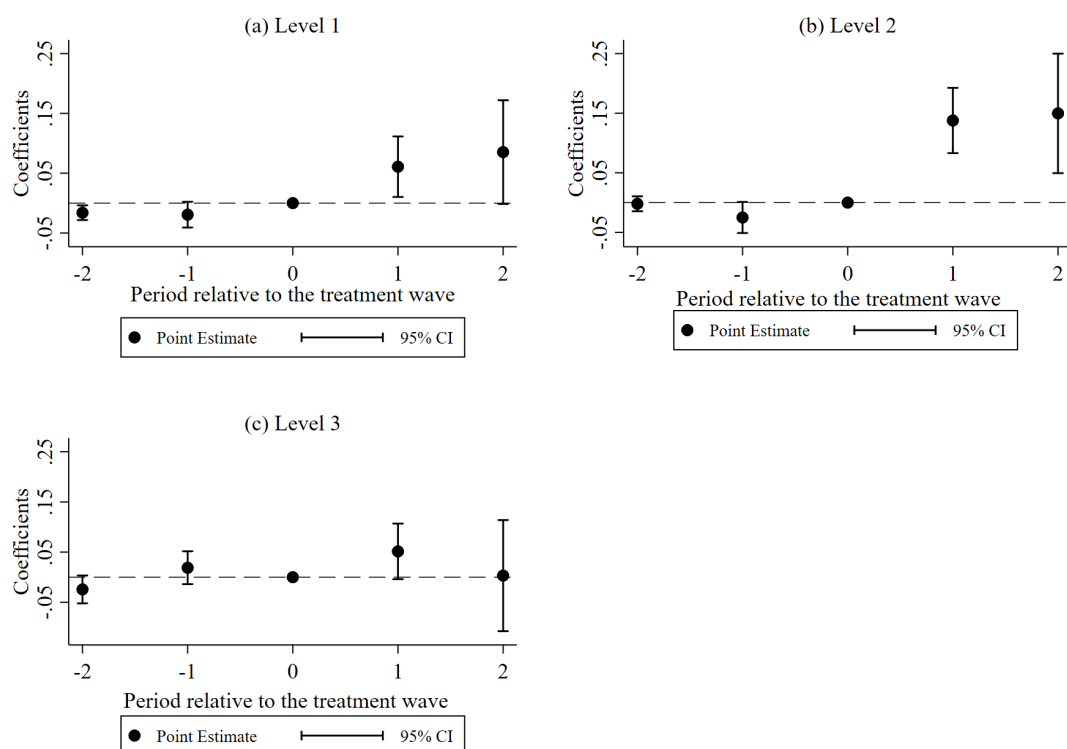 (a) Level 1
Coefficients
.25
.15
.05
-.05
-2 -1 0 1 2
Period relative to the treatment wave
Point Estimate 95% CI
(b) Level 2
Coefficients
.25
.15
.05
-.05
-2 -1 0 1 2
Period relative to the treatment wave
Point Estimate 95% CI
(c) Level 3
Coefficients
.25
.15
.05
-.05
-2 -1 0 1 2
Period relative to the treatment wave
Point Estimate 95% CI